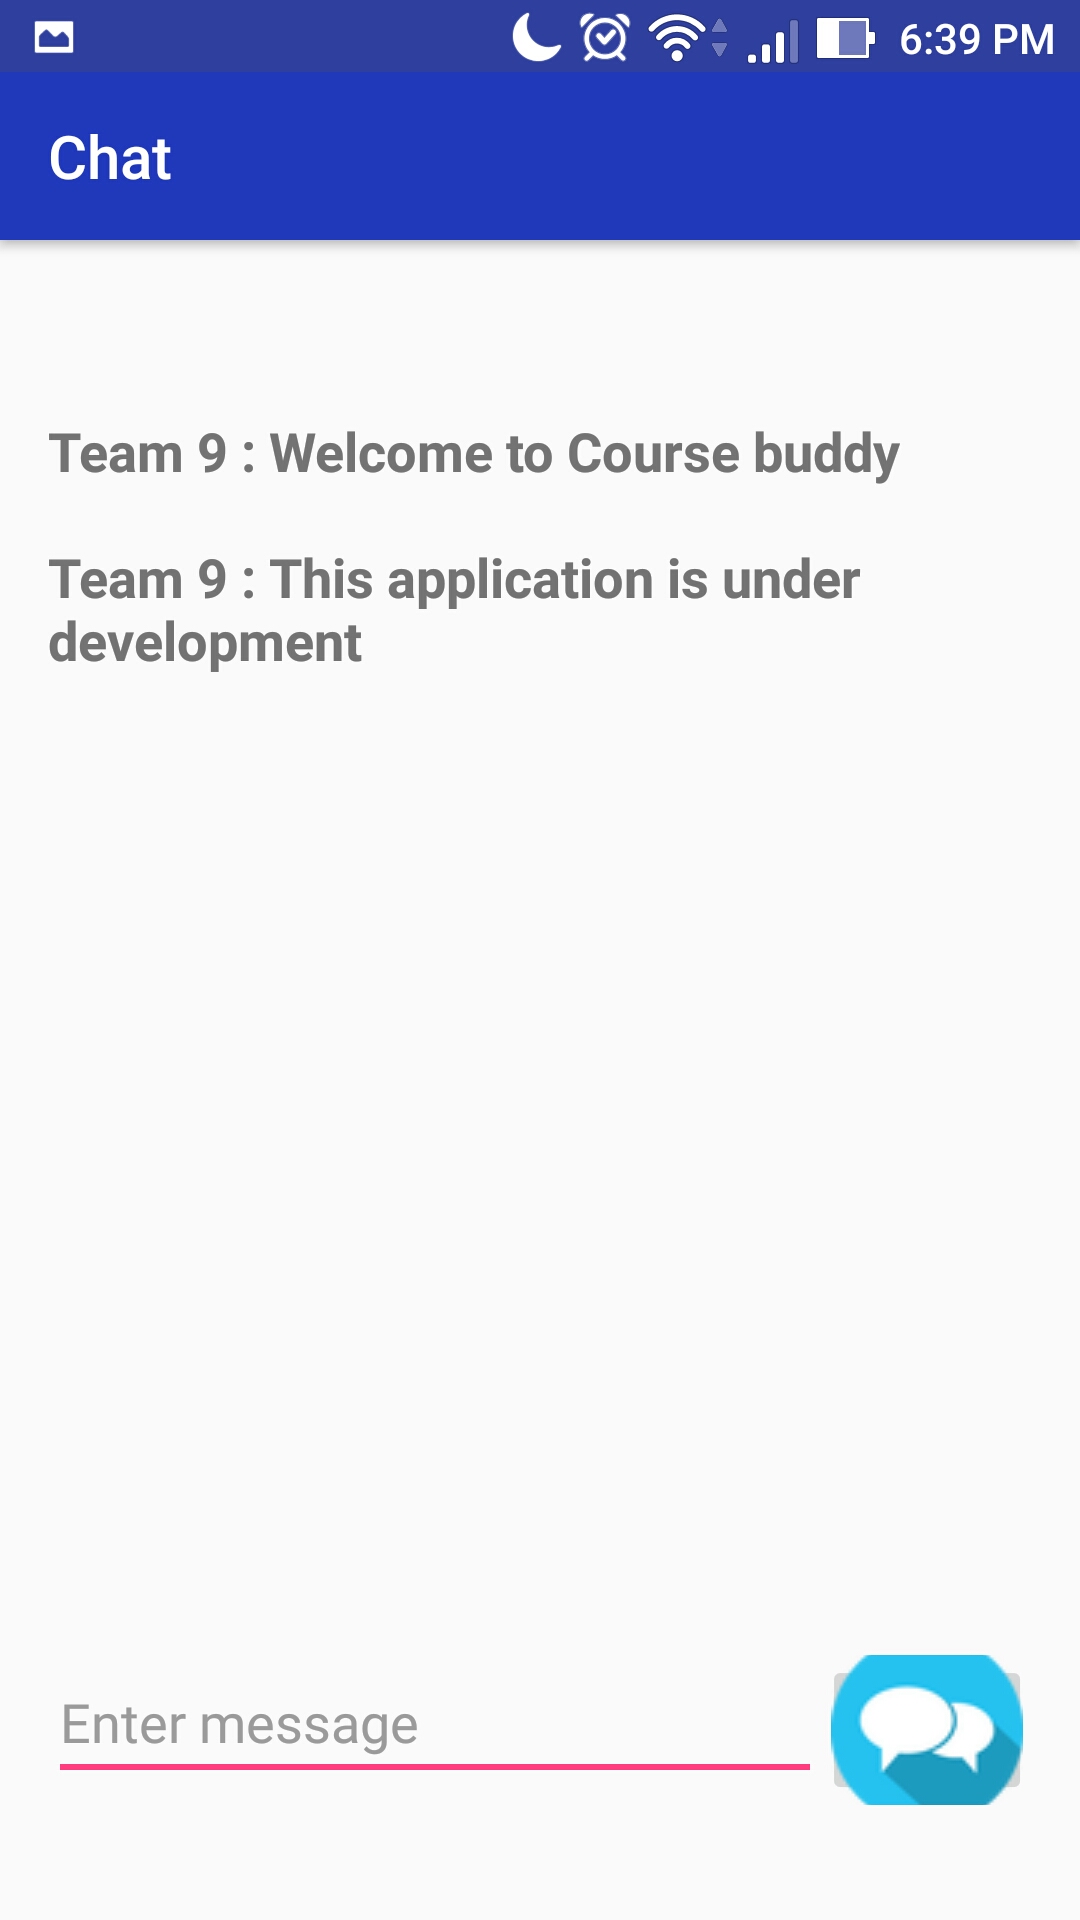 6:39 PM
Chat
Team 9 : Welcome to Course buddy
Team 9 : This application is under
development
Enter message